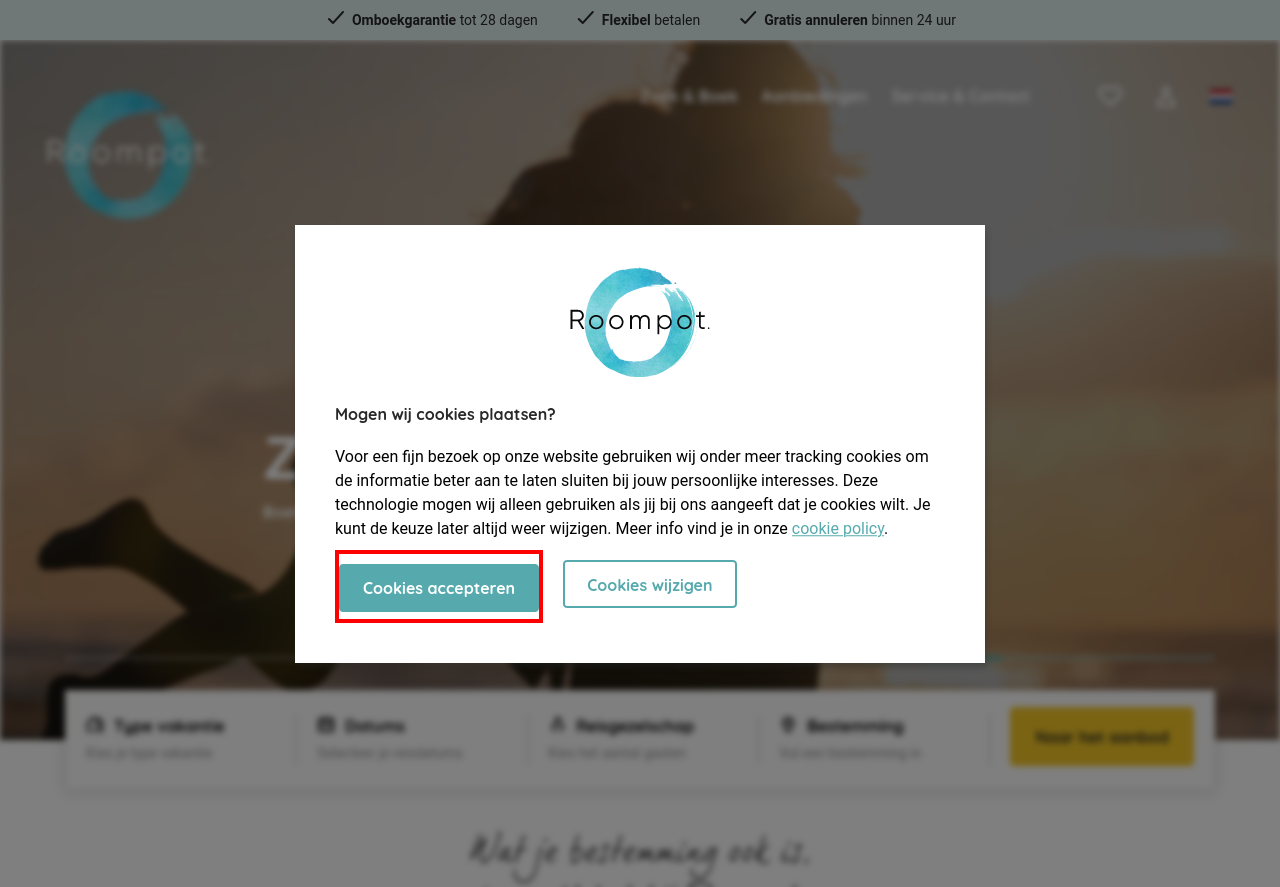 Omboekgarantie tot 28 dagen
Flexibel betalen
Gratis annuleren binnen 24 uur
Zoek & Boek
Aanbiedingen
Service & Contact
Roompot.
Roompot.
Mogen wij cookies plaatsen?
Voor een fijn bezoek op onze website gebruiken wij onder meer tracking cookies om
de informatie beter aan te laten sluiten bij jouw persoonlijke interesses. Deze
technologie mogen wij alleen gebruiken als jij bij ons aangeeft dat je cookies wilt. Je
kunt de keuze later altijd weer wijzigen. Meer info vind je in onze cookie policy.
Cookies accepteren
Cookies wijzigen
Type vakantie
Kies je type vakantie
Datums
Selecteer je reisdatums
Reisgezelschap
Kies het aantal gasten
Bestemming
Vul een bestemming in
Naar het aanbod
Wat je bestemming ook is,